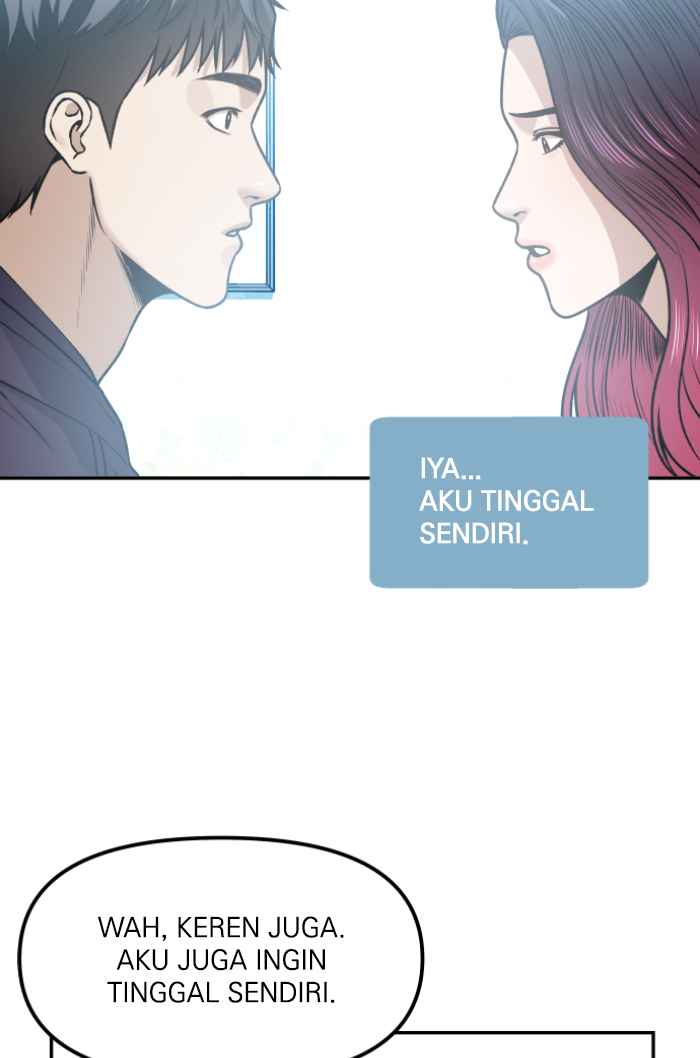 IYA...
AKU TINGGAL
SENDIRI.
WAH, KEREN JUGA.
AKU JUGA INGIN
TINGGAL SENDIRI.